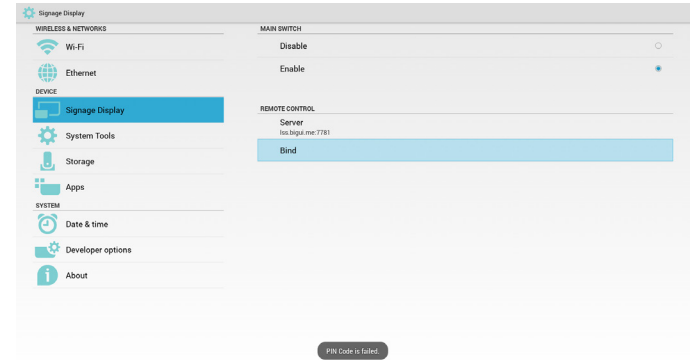 Signage Display
WIRELESS & NETWORKS
Wi-Fi
Ethernet
DEVICE
Signage Display
System Tools
Storage
Apps
SYSTEM
Date & time
Developer options
About
MAIN SWITCH
Disable
Enable
REMOTE CONTROL
Server
lss.bigui.me:7781
Bind
PIN Code is failed.